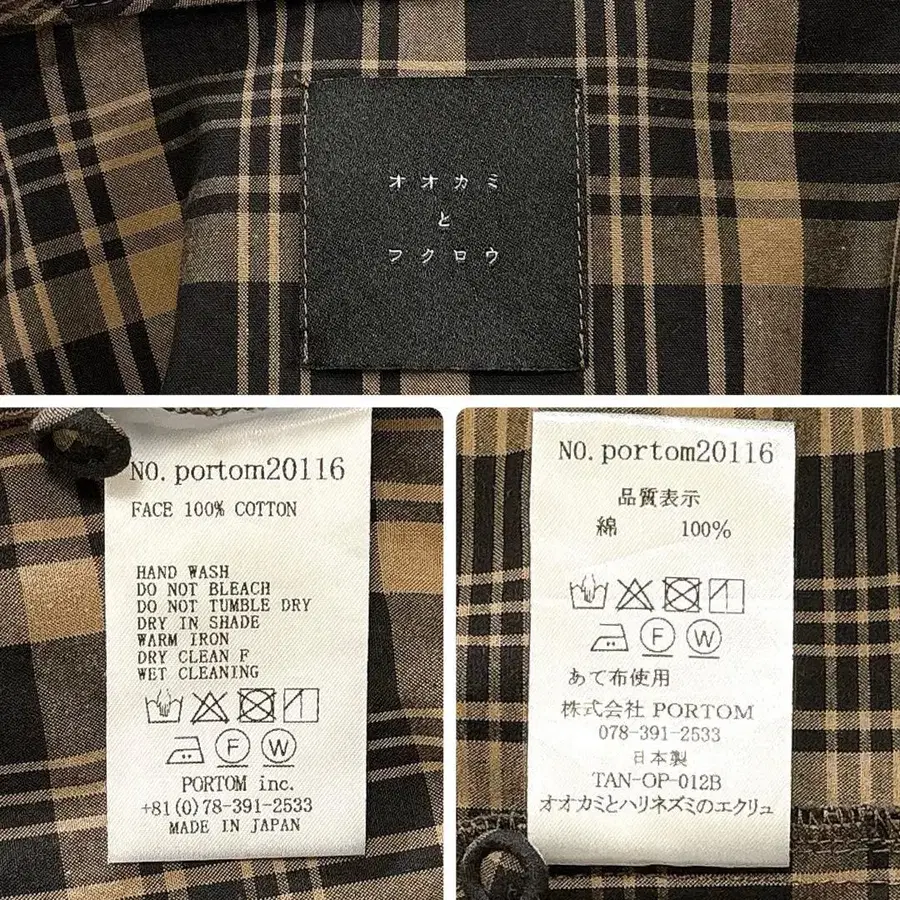 オオカミ
と
フクロウ
NO. portom20116
FACE 100% COTTON
HAND WASH
DO NOT BLEACH
DO NOT TUMBLE DRY
DRY IN SHADE
WARM IRON
DRY CLEAN F
WET CLEANING
F W
PORTOM inc.
+81(0)78-391-2533
MADE IN JAPAN
NO. portom20116
品質表示
綿 100%
F W
あて布使用
株式会社 PORTOM
078-391-2533
日本製
TAN-OP-012B
オオカミとハリネズミのエクリュ